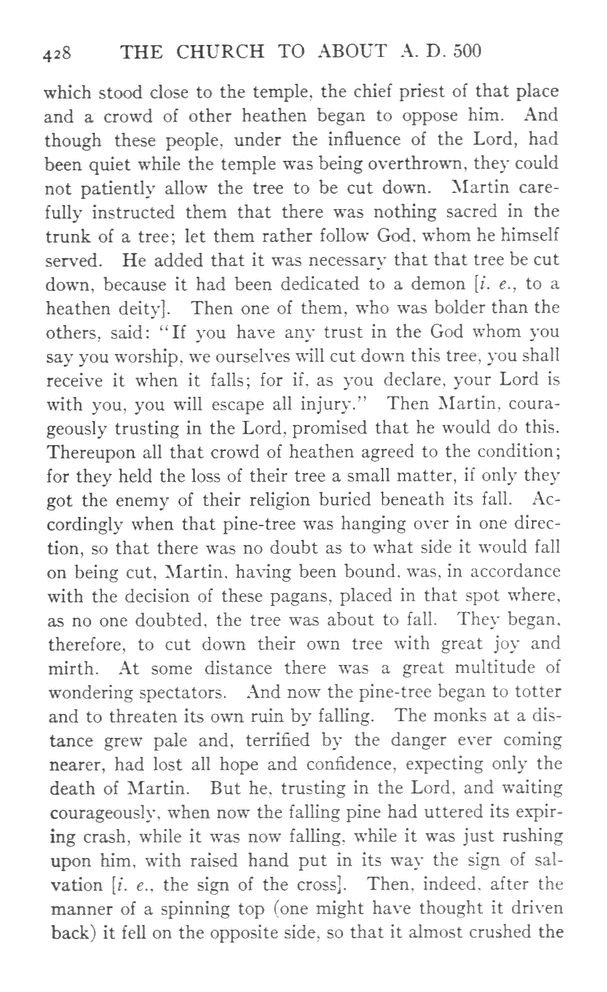 428 THE CHURCH TO ABOUT A. D. 500
which stood close to the temple, the chief priest of that place
and a crowd of other heathen began to oppose him. And
though these people, under the influence of the Lord, had
been quiet while the temple was being overthrown, they could
not patiently allow the tree to be cut down. Martin care-
fully instructed them that there was nothing sacred in the
trunk of a tree; let them rather follow God, whom he himself
served. He added that it was necessary that that tree be cut
down, because it had been dedicated to a demon [i. e., to a
heathen deity]. Then one of them, who was bolder than the
others, said: “If you have any trust in the God whom you
say you worship, we ourselves will cut down this tree, you shall
receive it when it falls; for if, as you declare, your Lord is
with you, you will escape all injury.” Then Martin, coura-
geously trusting in the Lord, promised that he would do this.
Thereupon all that crowd of heathen agreed to the condition;
for they held the loss of their tree a small matter, if only they
got the enemy of their religion buried beneath its fall. Ac-
cordingly when that pine-tree was hanging over in one direc-
tion, so that there was no doubt as to what side it would fall
on being cut, Martin, having been bound, was, in accordance
with the decision of these pagans, placed in that spot where,
as no one doubted, the tree was about to fall. They began,
therefore, to cut down their own tree with great joy and
mirth. At some distance there was a great multitude of
wondering spectators. And now the pine-tree began to totter
and to threaten its own ruin by falling. The monks at a dis-
tance grew pale and, terrified by the danger ever coming
nearer, had lost all hope and confidence, expecting only the
death of Martin. But he, trusting in the Lord, and waiting
courageously, when now the falling pine had uttered its expir-
ing crash, while it was now falling, while it was just rushing
upon him, with raised hand put in its way the sign of sal-
vation [i. e., the sign of the cross]. Then, indeed, after the
manner of a spinning top (one might have thought it driven
back) it fell on the opposite side, so that it almost crushed the